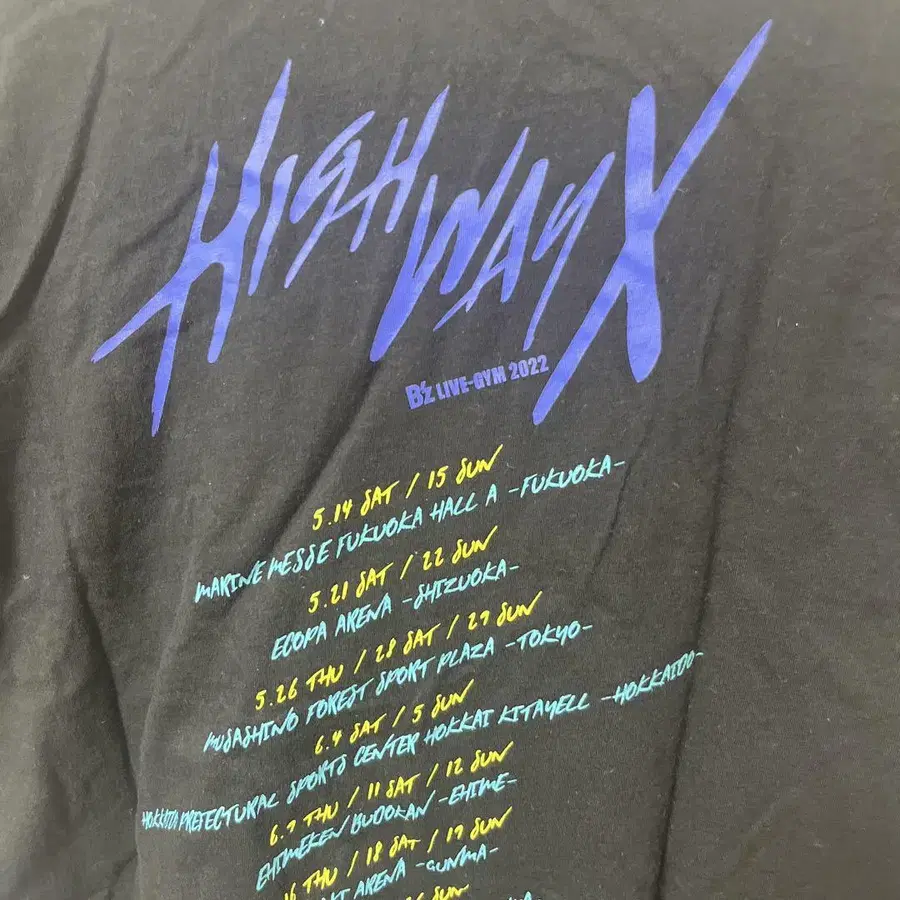 HIGHWAY X
B'z LIVE-GYM 2022
5.14 SAT / 15 SUN
MARINE MESSE FUKUOKA HALL A -FUKUOKA-
5.21 SAT / 22 SUN
ECOPA ARENA -SHIZUOKA-
5.26 THU / 28 SAT / 29 SUN
MUSASHINO FOREST SPORT PLAZA -TOKYO-
6.4 SAT / 5 SUN
HOKKAIDO PREFECTURAL SPORTS CENTER HOKKAI KITAYELL -HOKKAIDO-
6.9 THU / 11 SAT / 12 SUN
EHIMEKEN BUDOKAN -EHIME-
16 THU / 18 SAT / 19 SUN
ARENA -GUNMA-
SUN